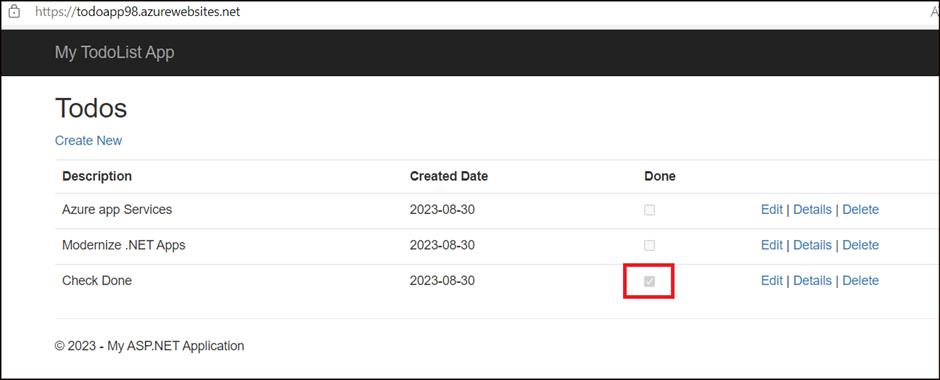 https://todoapp98.azurewebsites.net
My TodoList App
Todos
Create New
Description Created Date Done
Azure app Services 2023-08-30 Edit | Details | Delete
Modernize .NET Apps 2023-08-30 Edit | Details | Delete
Check Done 2023-08-30 Edit | Details | Delete
© 2023 - My ASP.NET Application